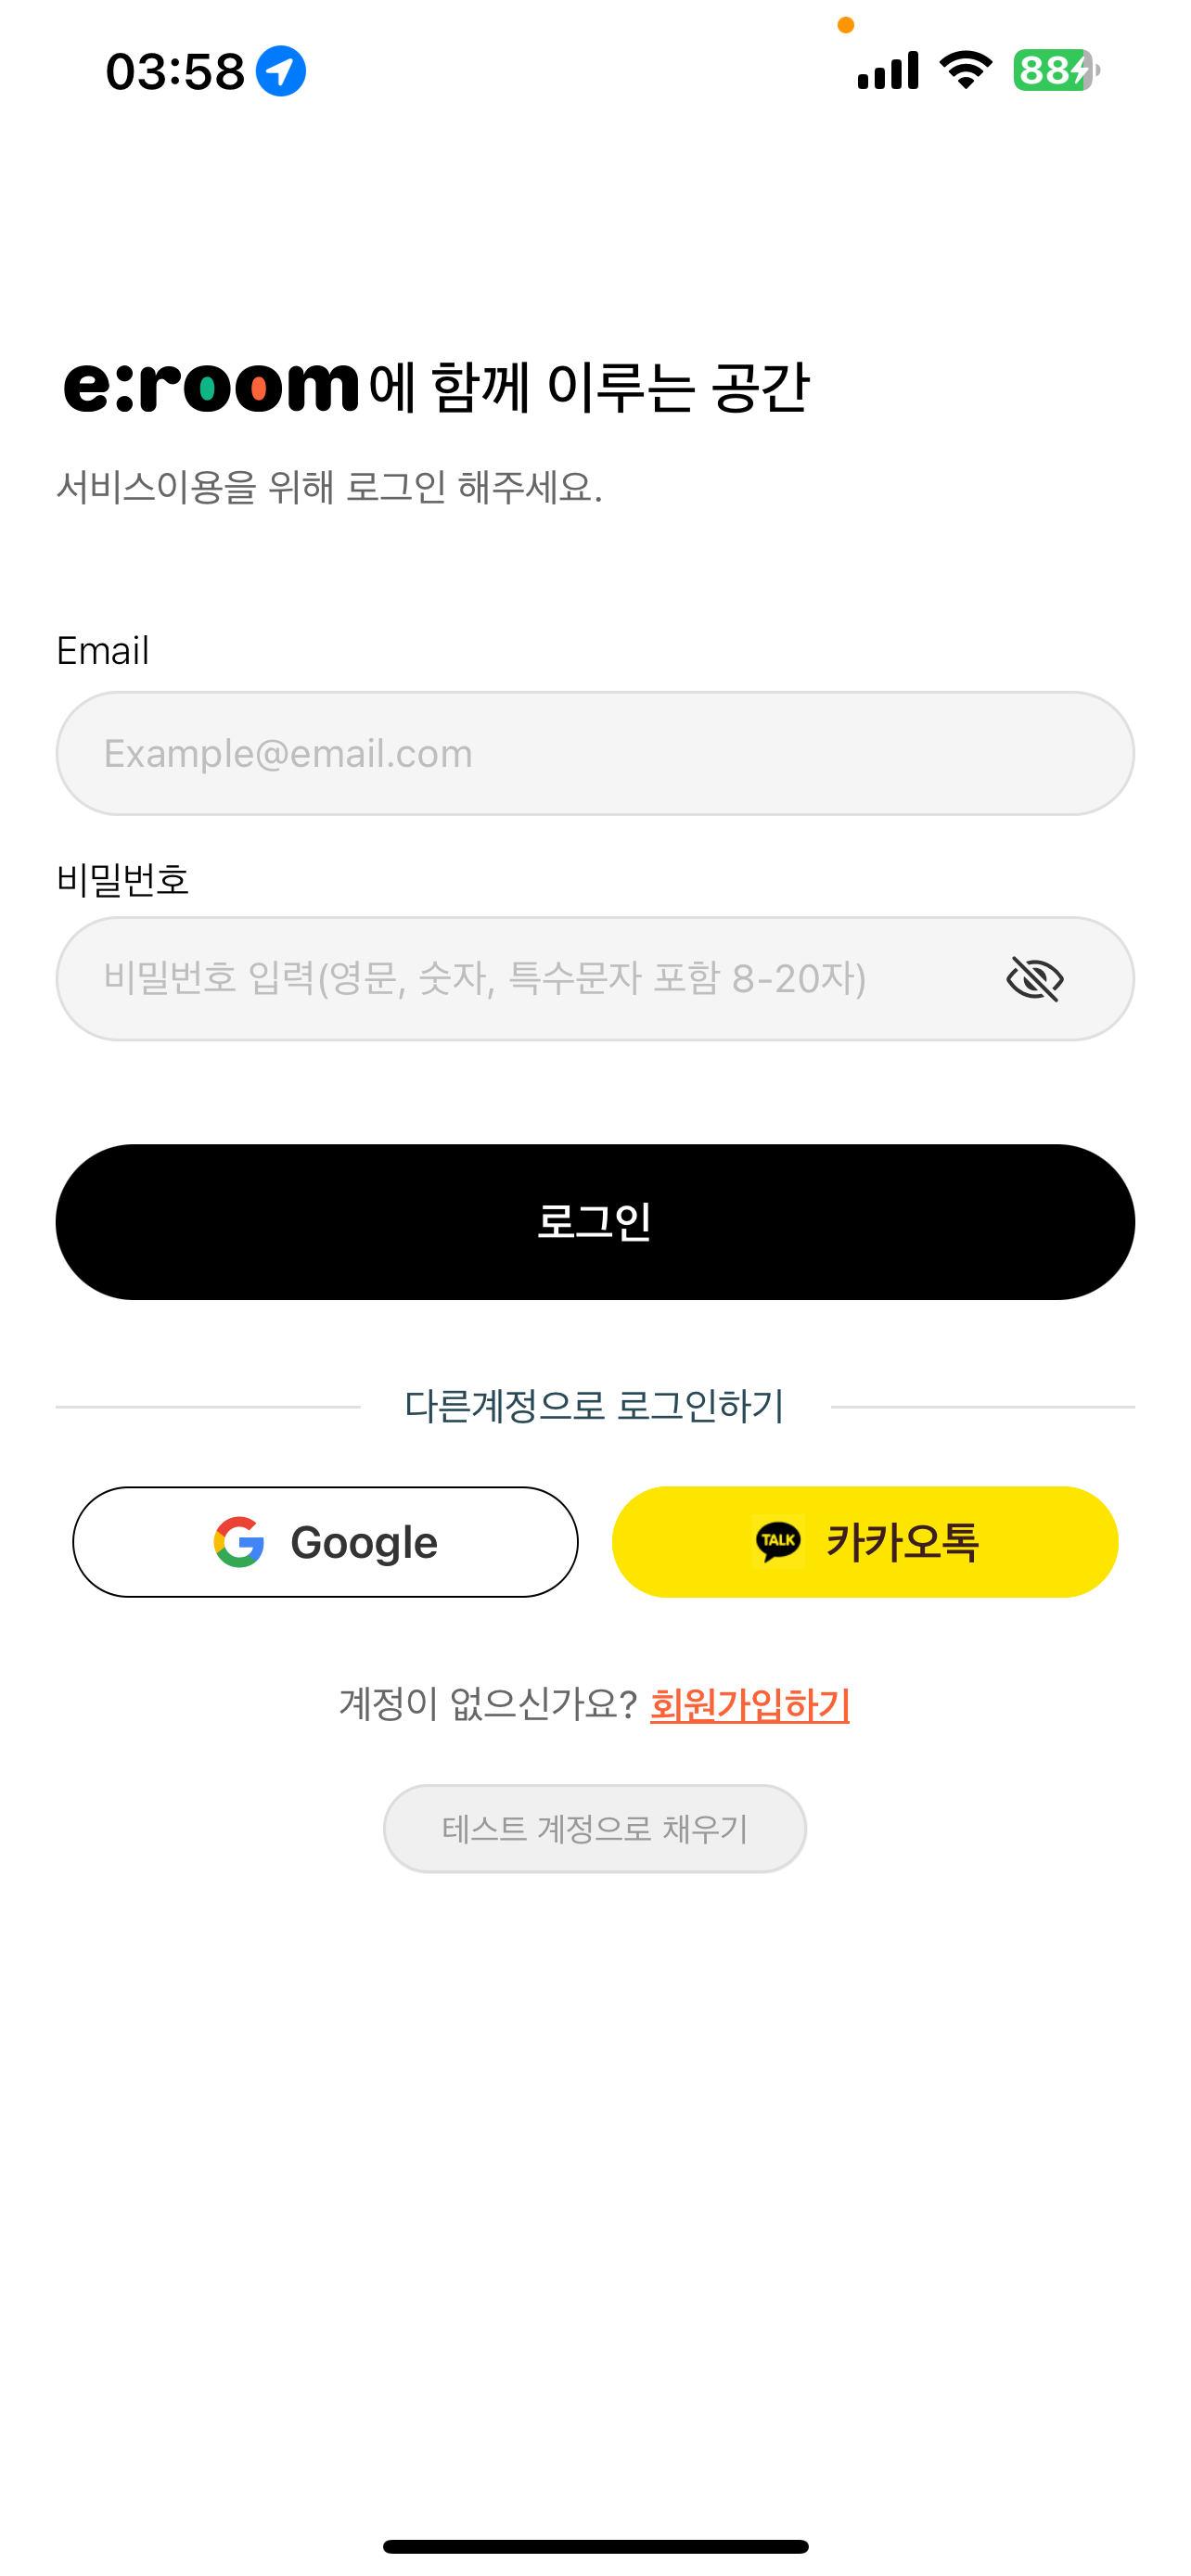 03:58
88
e:room에 함께 이루는 공간
서비스이용을 위해 로그인 해주세요.
Email
Example@email.com
비밀번호
비밀번호 입력(영문, 숫자, 특수문자 포함 8-20자)
로그인
다른계정으로 로그인하기
Google
TALK 카카오톡
계정이 없으신가요? 회원가입하기
테스트 계정으로 채우기